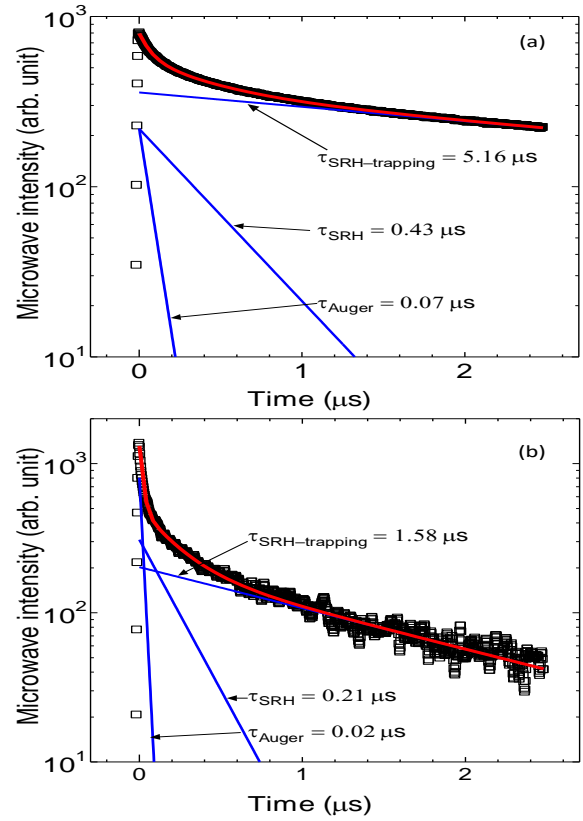 (a)
Microwave intensity (arb. unit)
10³
10²
10¹
τSRH–trapping = 5.16 μs
τSRH = 0.43 μs
τAuger = 0.07 μs
0 1 2
Time (μs)
(b)
Microwave intensity (arb. unit)
10³
10²
10¹
τSRH–trapping = 1.58 μs
τSRH = 0.21 μs
τAuger = 0.02 μs
0 1 2
Time (μs)